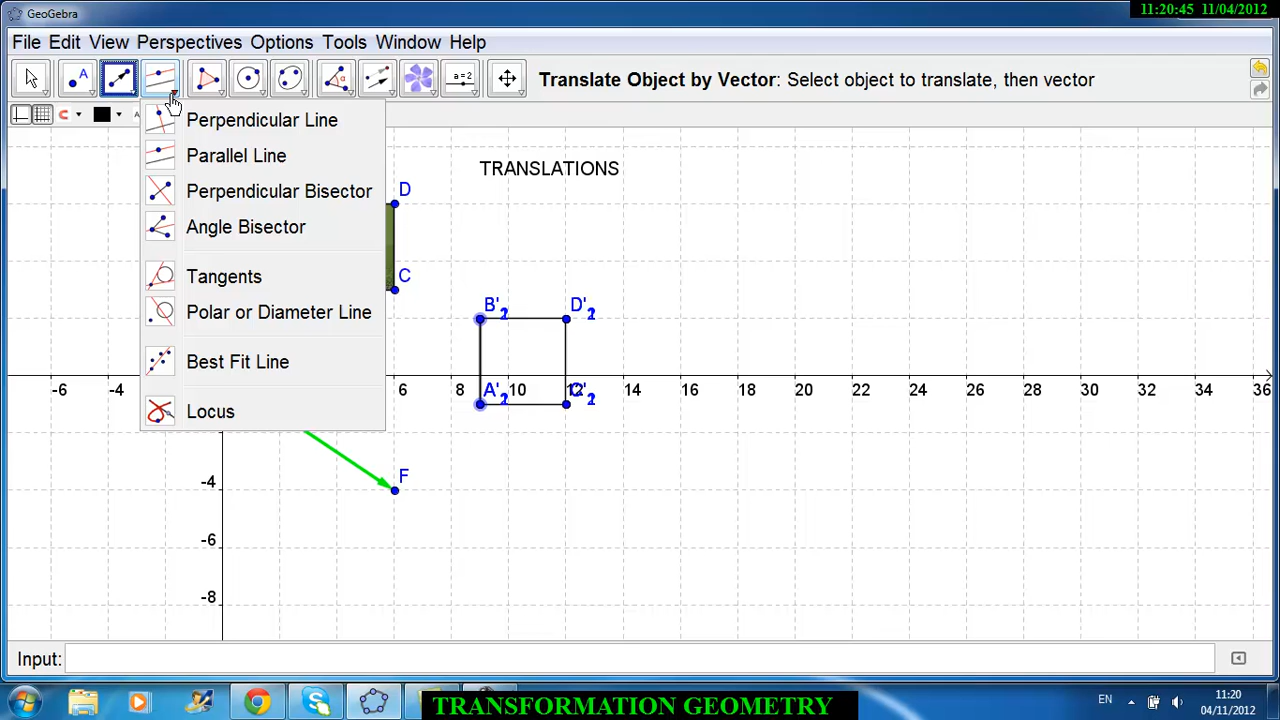 GeoGebra
11:20:45 11/04/2012
File Edit View Perspectives Options Tools Window Help
A
α
a=2
Translate Object by Vector: Select object to translate, then vector
Perpendicular Line
Parallel Line
Perpendicular Bisector
Angle Bisector
Tangents
Polar or Diameter Line
Best Fit Line
Locus
TRANSLATIONS
D
C
B' D'
-6 -4 6 8 10 12 14 16 18 20 22 24 26 28 30 32 34 36
A' C'
F
-4
-6
-8
Input:
EN
11:20
04/11/2012
TRANSFORMATION GEOMETRY